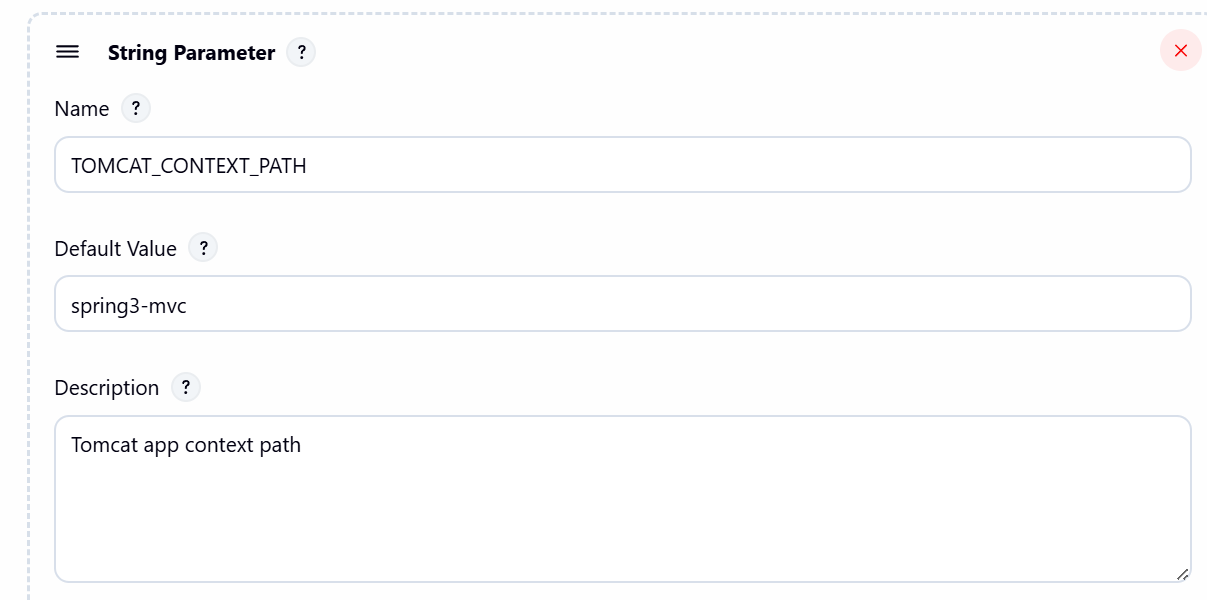 String Parameter ?
Name ?
TOMCAT_CONTEXT_PATH
Default Value ?
spring3-mvc
Description ?
Tomcat app context path